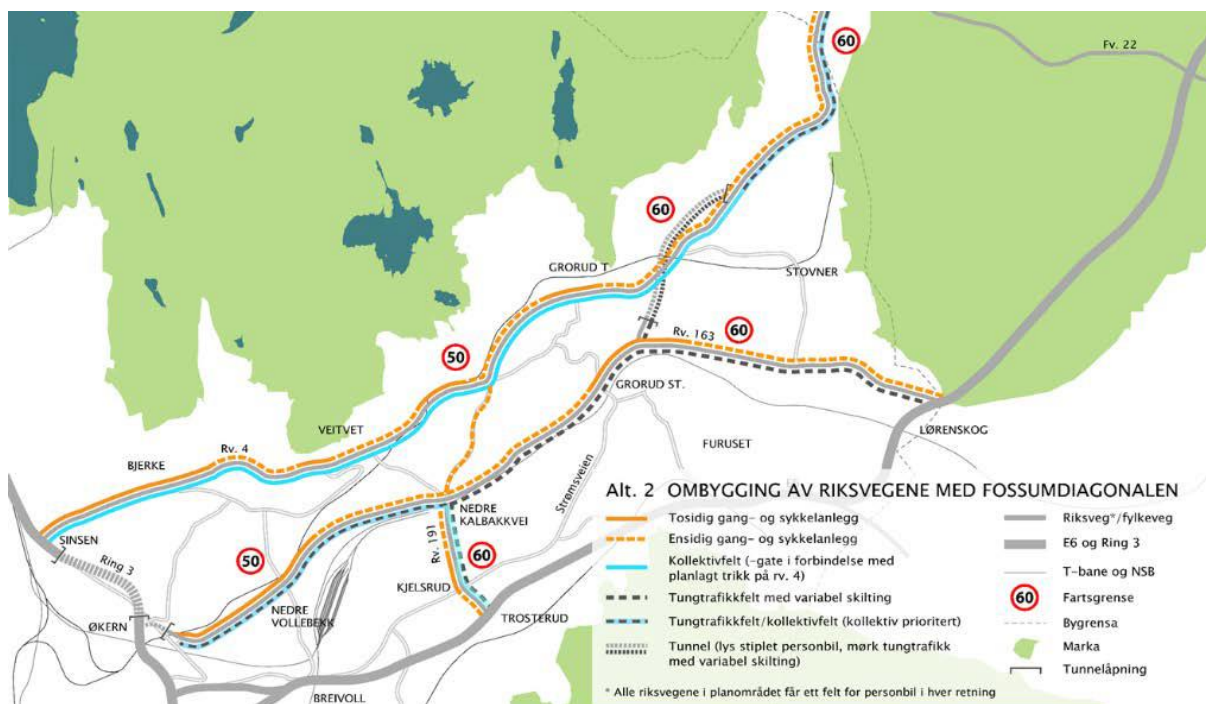 60
Fv. 22
60
GRORUD T.
STOVNER
Rv. 163
60
50
GRORUD ST.
VEITVET
LØRENSKOG
Rv. 4
FURUSET
BJERKE
Strømsveien
NEDRE
KALBAKKVEI
SINSEN
Rv. 161
60
Ring 3
50
KJELSRUD
NEDRE
VOLLEBEKK
TROSTERUD
ØKERN
BREIVOLL
Alt. 2 OMBYGGING AV RIKSVEGENE MED FOSSUMDIAGONALEN
Tosidig gang- og sykkelanlegg
Ensidig gang- og sykkelanlegg
Kollektivfelt (-gate i forbindelse med
planlagt trikk på rv. 4)
Tungtrafikkfelt med variabel skilting
Tungtrafikkfelt/kollektivfelt (kollektiv prioritert)
Tunnel (lys stiplet personbil, mørk tungtrafikk
med variabel skilting)
* Alle riksvegene i planområdet får ett felt for personbil i hver retning
Riksveg*/fylkeveg
E6 og Ring 3
T-bane og NSB
60 Fartsgrense
Bygrensa
Marka
Tunnelåpning